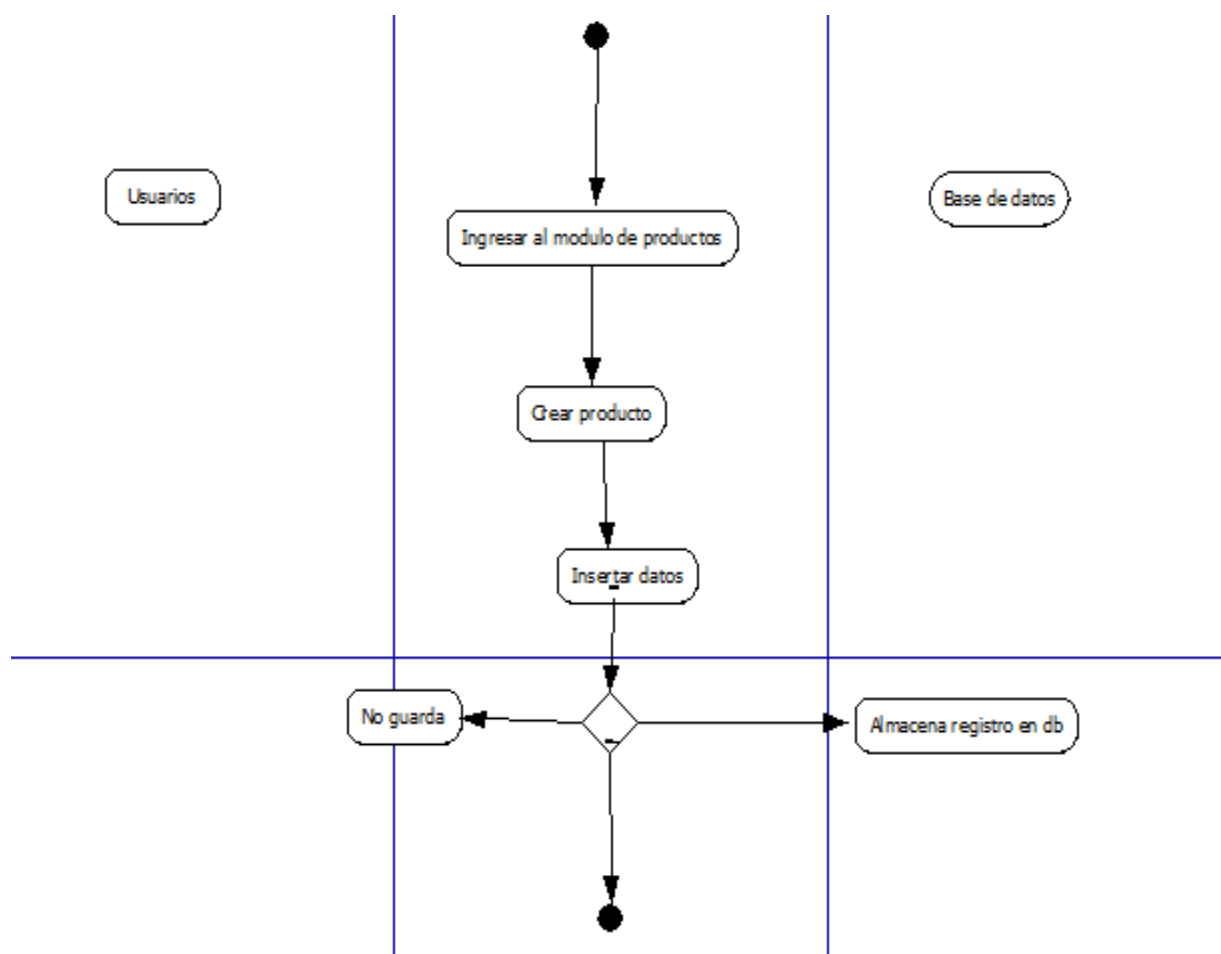 Usuarios
Base de datos
Ingresar al modulo de productos
Crear producto
Insertar datos
No guarda
Almacena registro en db